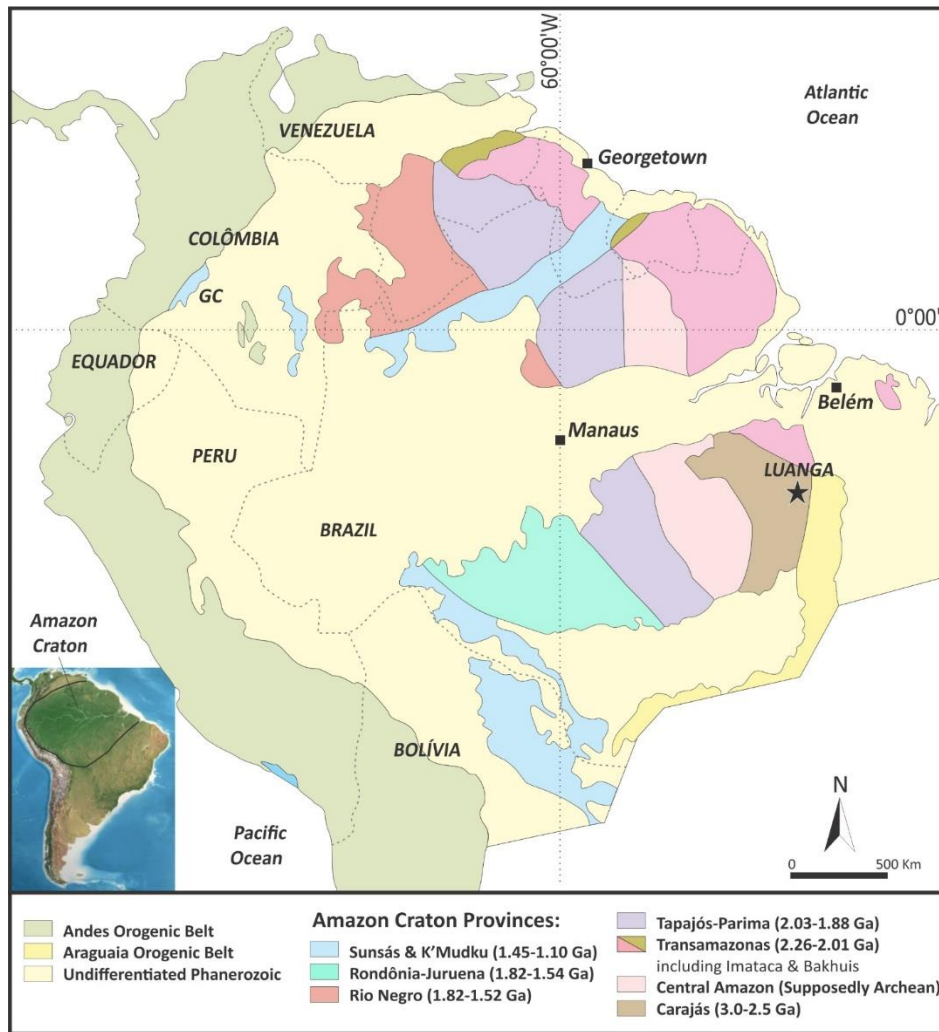 60°00'W
Atlantic
Ocean
VENEZUELA
Georgetown
COLÔMBIA
GC
0°00'
EQUADOR
Belém
Manaus
PERU
LUANGA
BRAZIL
Amazon
Craton
BOLÍVIA
N
Pacific
Ocean
0
500 Km
Andes Orogenic Belt
Araguaia Orogenic Belt
Undifferentiated Phanerozoic
Amazon Craton Provinces:
Sunsás & K'Mudku (1.45-1.10 Ga)
Rondônia-Juruena (1.82-1.54 Ga)
Rio Negro (1.82-1.52 Ga)
Tapajós-Parima (2.03-1.88 Ga)
Transamazonas (2.26-2.01 Ga)
including Imataca & Bakhuis
Central Amazon (Supposedly Archean)
Carajás (3.0-2.5 Ga)